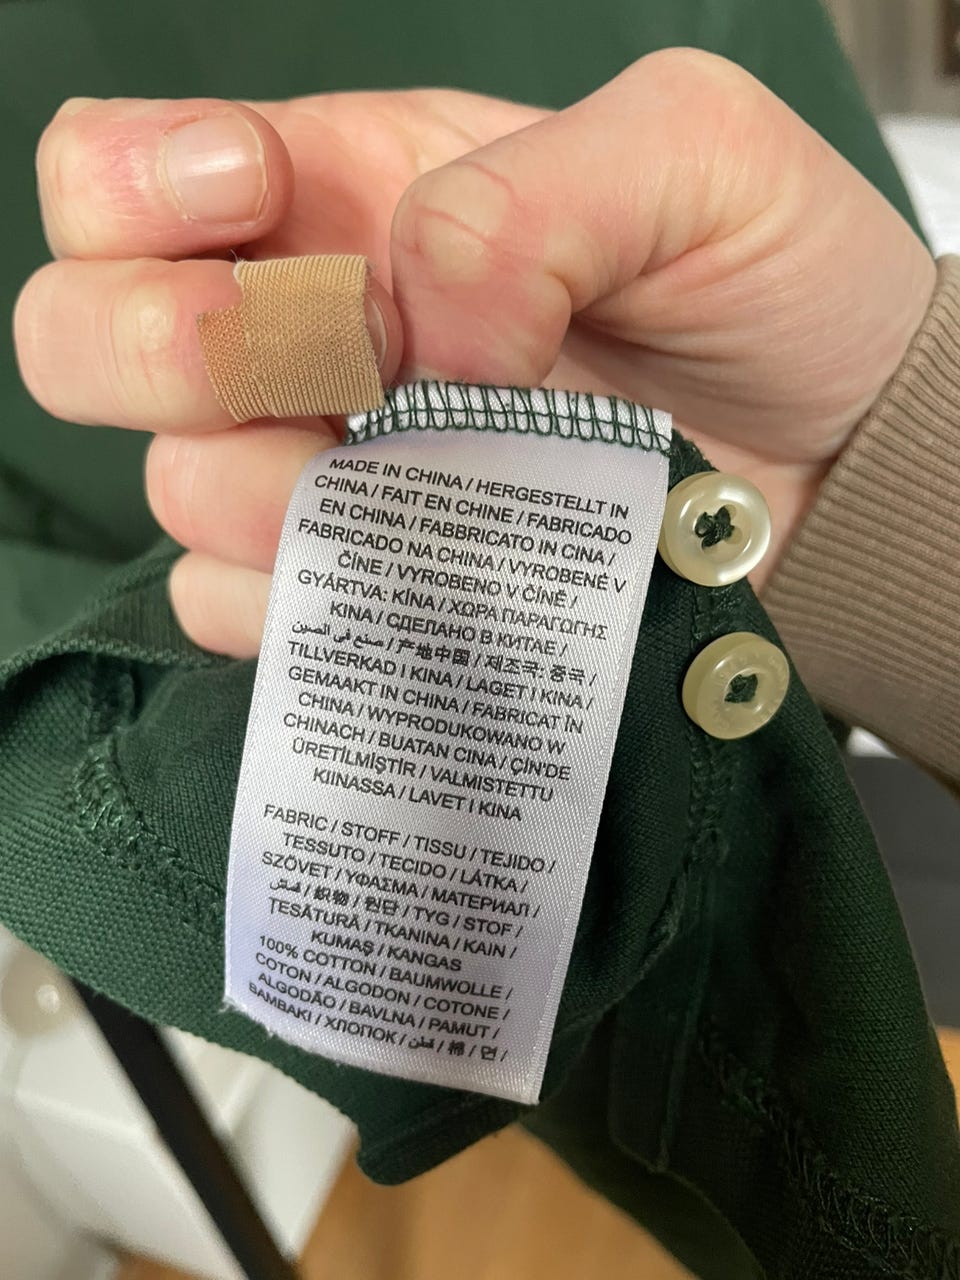 MADE IN CHINA / HERGESTELLT IN
CHINA / FAIT EN CHINE / FABRICADO
EN CHINA / FABBRICATO IN CINA /
FABRICADO NA CHINA / VYROBENÉ V
ČÍNE / VYROBENO V ČÍNĚ /
GYÁRTVA: KÍNA / ΧΩΡΑ ΠΑΡΑΓΩΓΗΣ
ΚΙΝΑ / СДЕЛАНО В КИТАЕ /
صنع في الصين / 产地中国 / 제조국: 중국 /
TILLVERKAD I KINA / LAGET I KINA /
GEMAAKT IN CHINA / FABRICAT ÎN
CHINA / WYPRODUKOWANO W
CHINACH / BUATAN CINA / ÇİN'DE
ÜRETİLMİŞTİR / VALMISTETTU
KIINASSA / LAVET I KINA
FABRIC / STOFF / TISSU / TEJIDO /
TESSUTO / TECIDO / LÁTKA /
SZÖVET / ΥΦΑΣΜΑ / МАТЕРИАЛ /
قماش / 織物 / 원단 / TYG / STOF /
ȚESĂTURĂ / TKANINA / KAIN /
KUMAŞ / KANGAS
100% COTTON / BAUMWOLLE /
COTON / ALGODON / COTONE /
ALGODÃO / BAVLNA / PAMUT /
ΒΑΜΒΑΚΙ / ХЛОПОК / قطن / 棉 / 면 /